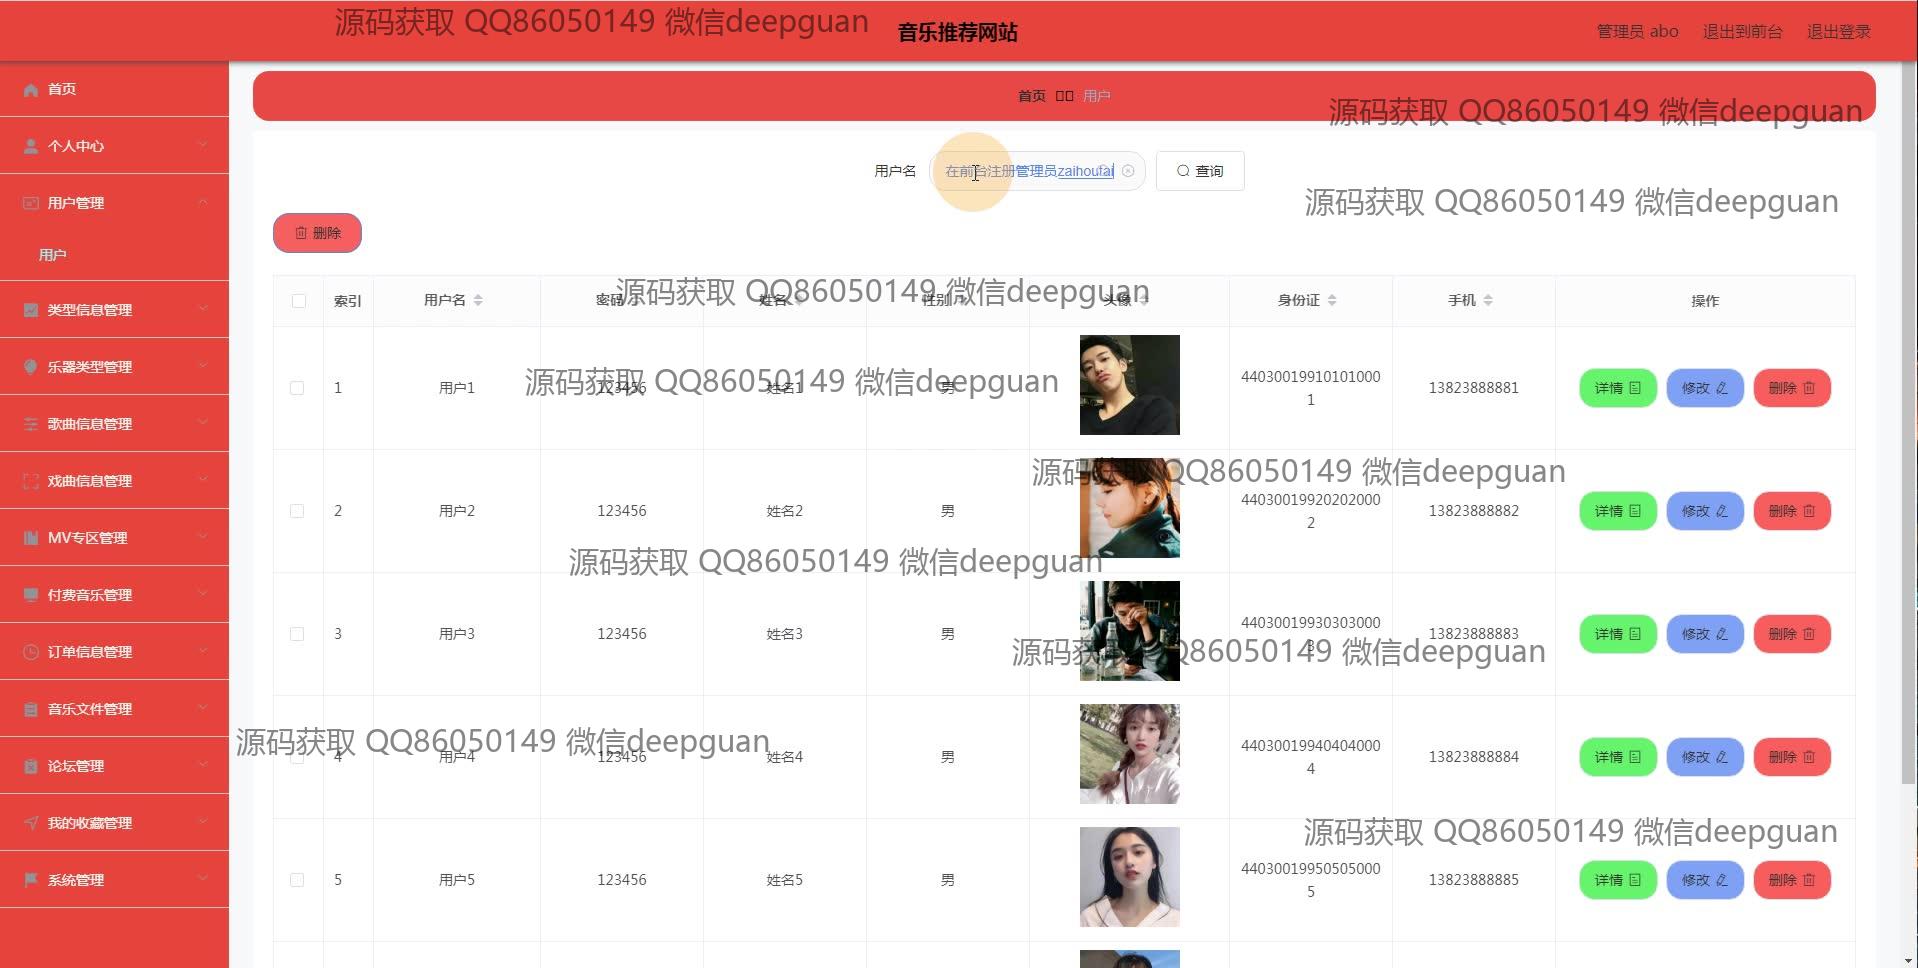 源码获取 QQ86050149 微信deepguan
音乐推荐网站
管理员 abo 退出到前台 退出登录
首页
个人中心
用户管理
用户
类型信息管理
乐器类型管理
歌曲信息管理
戏曲信息管理
MV专区管理
付费音乐管理
订单信息管理
音乐文件管理
论坛管理
我的收藏管理
系统管理
首页 用户
源码获取 QQ86050149 微信deepguan
用户名 在前台注册管理员zaihoutai 查询
源码获取 QQ86050149 微信deepguan
删除
源码获取 QQ86050149 微信deepguan
索引 用户名 密码 姓名 性别 头像 身份证 手机 操作
源码获取 QQ86050149 微信deepguan
1 用户1 123456 姓名1 男 44030019910101000 13823888881 详情 修改 删除
1
源码获取 QQ86050149 微信deepguan
2 用户2 123456 姓名2 男 44030019920202000 13823888882 详情 修改 删除
2
源码获取 QQ86050149 微信deepguan
3 用户3 123456 姓名3 男 44030019930303000 13823888883 详情 修改 删除
3
源码获取 QQ86050149 微信deepguan
源码获取 QQ86050149 微信deepguan
4 用户4 123456 姓名4 男 44030019940404000 13823888884 详情 修改 删除
4
源码获取 QQ86050149 微信deepguan
5 用户5 123456 姓名5 男 44030019950505000 13823888885 详情 修改 删除
5